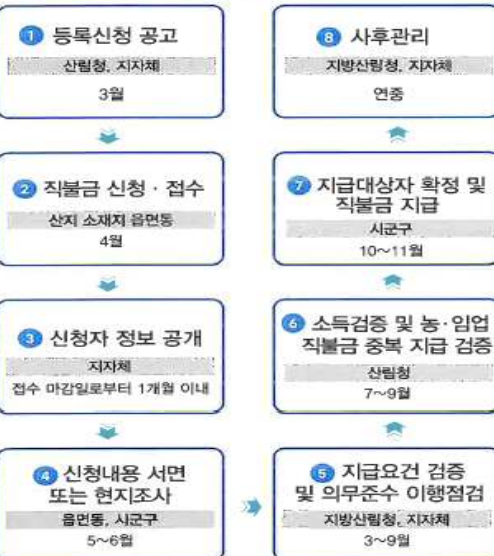 1 등록신청 공고
산림청, 지자체
3월
2 직불금 신청 · 접수
산지 소재지 읍면동
4월
3 신청자 정보 공개
지자체
접수 마감일로부터 1개월 이내
4 신청내용 서면
또는 현지조사
읍면동, 시군구
5~6월
5 지급요건 검증
및 의무준수 이행점검
지방산림청, 지자체
3~9월
6 소득검증 및 농·임업
직불금 중복 지급 검증
산림청
7~9월
7 지급대상자 확정 및
직불금 지급
시군구
10~11월
8 사후관리
지방산림청, 지자체
연중